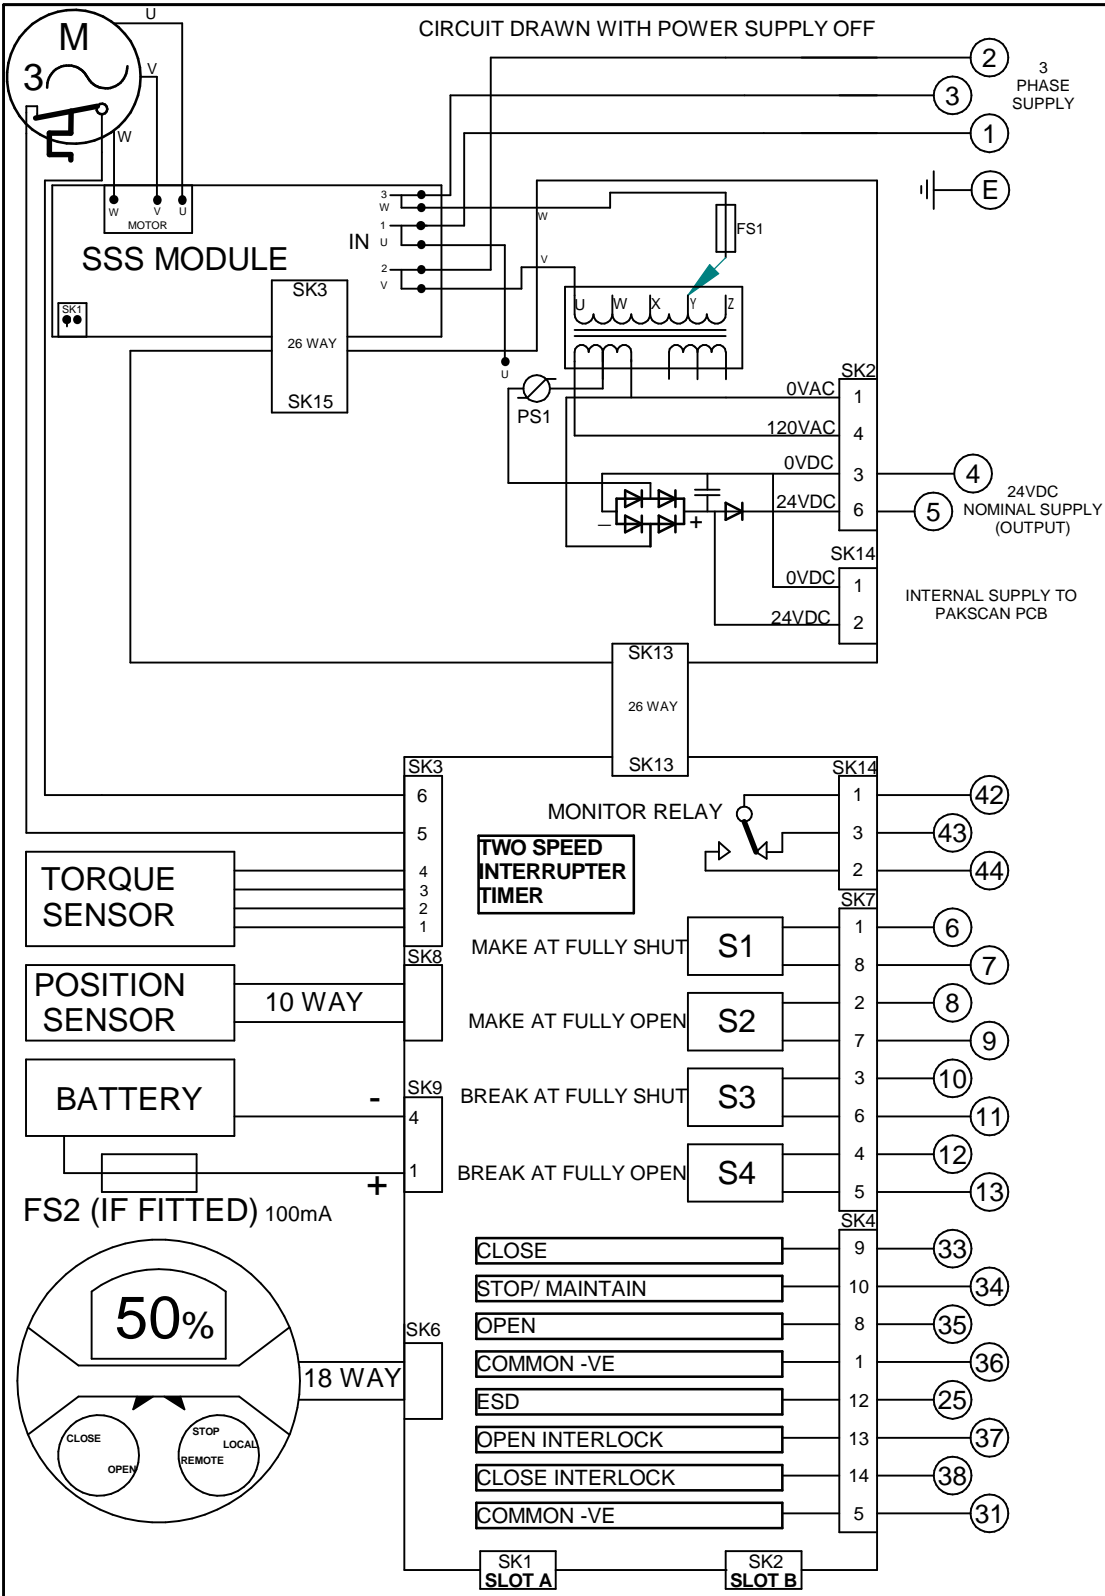 CIRCUIT DRAWN WITH POWER SUPPLY OFF
U
M
3
V
W
2
3
1
3
PHASE
SUPPLY
E
W V U
MOTOR
SSS MODULE
IN
3
W
1
U
2
V
W
V
FS1
SK1
SK3
26 WAY
SK15
U W X Y Z
U
PS1
SK2
0VAC 1
120VAC 4
0VDC 3 4
24VDC 6 5
24VDC
NOMINAL SUPPLY
(OUTPUT)
– +
SK14
0VDC 1
24VDC 2
INTERNAL SUPPLY TO
PAKSCAN PCB
SK13
26 WAY
SK13
SK3
6
5
4
3
2
1
TORQUE
SENSOR
TWO SPEED
INTERRUPTER
TIMER
MONITOR RELAY
SK14
1 42
3 43
2 44
SK8
POSITION
SENSOR
10 WAY
SK7
MAKE AT FULLY SHUT S1
1 6
8 7
MAKE AT FULLY OPEN S2
2 8
7 9
BREAK AT FULLY SHUT S3
3 10
6 11
BREAK AT FULLY OPEN S4
4 12
5 13
SK9
BATTERY
- 4
+ 1
FS2 (IF FITTED) 100mA
50%
CLOSE
OPEN
STOP
LOCAL
REMOTE
18 WAY
SK6
SK4
CLOSE 9 33
STOP/ MAINTAIN 10 34
OPEN 8 35
COMMON -VE 1 36
ESD 12 25
OPEN INTERLOCK 13 37
CLOSE INTERLOCK 14 38
COMMON -VE 5 31
SK1
SLOT A
SK2
SLOT B